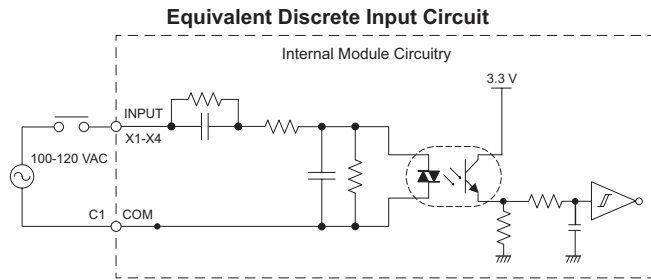 Equivalent Discrete Input Circuit
Internal Module Circuitry
3.3 V
INPUT
X1-X4
100-120 VAC
C1 COM